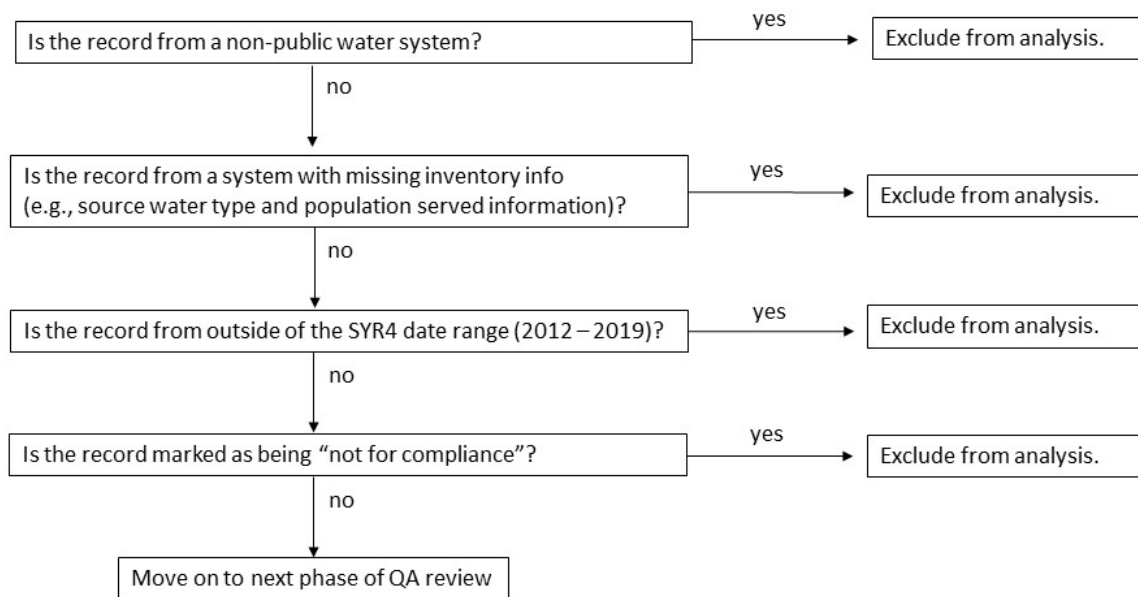 Is the record from a non-public water system?
yes
Exclude from analysis.
no
Is the record from a system with missing inventory info
(e.g., source water type and population served information)?
yes
Exclude from analysis.
no
Is the record from outside of the SYR4 date range (2012 – 2019)?
yes
Exclude from analysis.
no
Is the record marked as being “not for compliance”?
yes
Exclude from analysis.
no
Move on to next phase of QA review